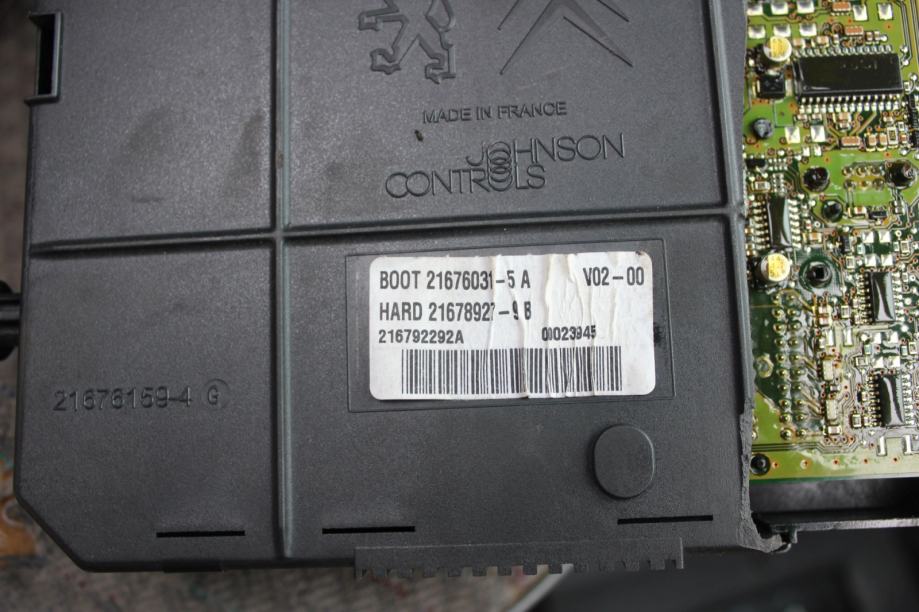 MADE IN FRANCE
JOHNSON
CONTROLS
BOOT 21676031-5 A V02-00
HARD 21678927-9 B
216792292A 00023945
21676159-4 G